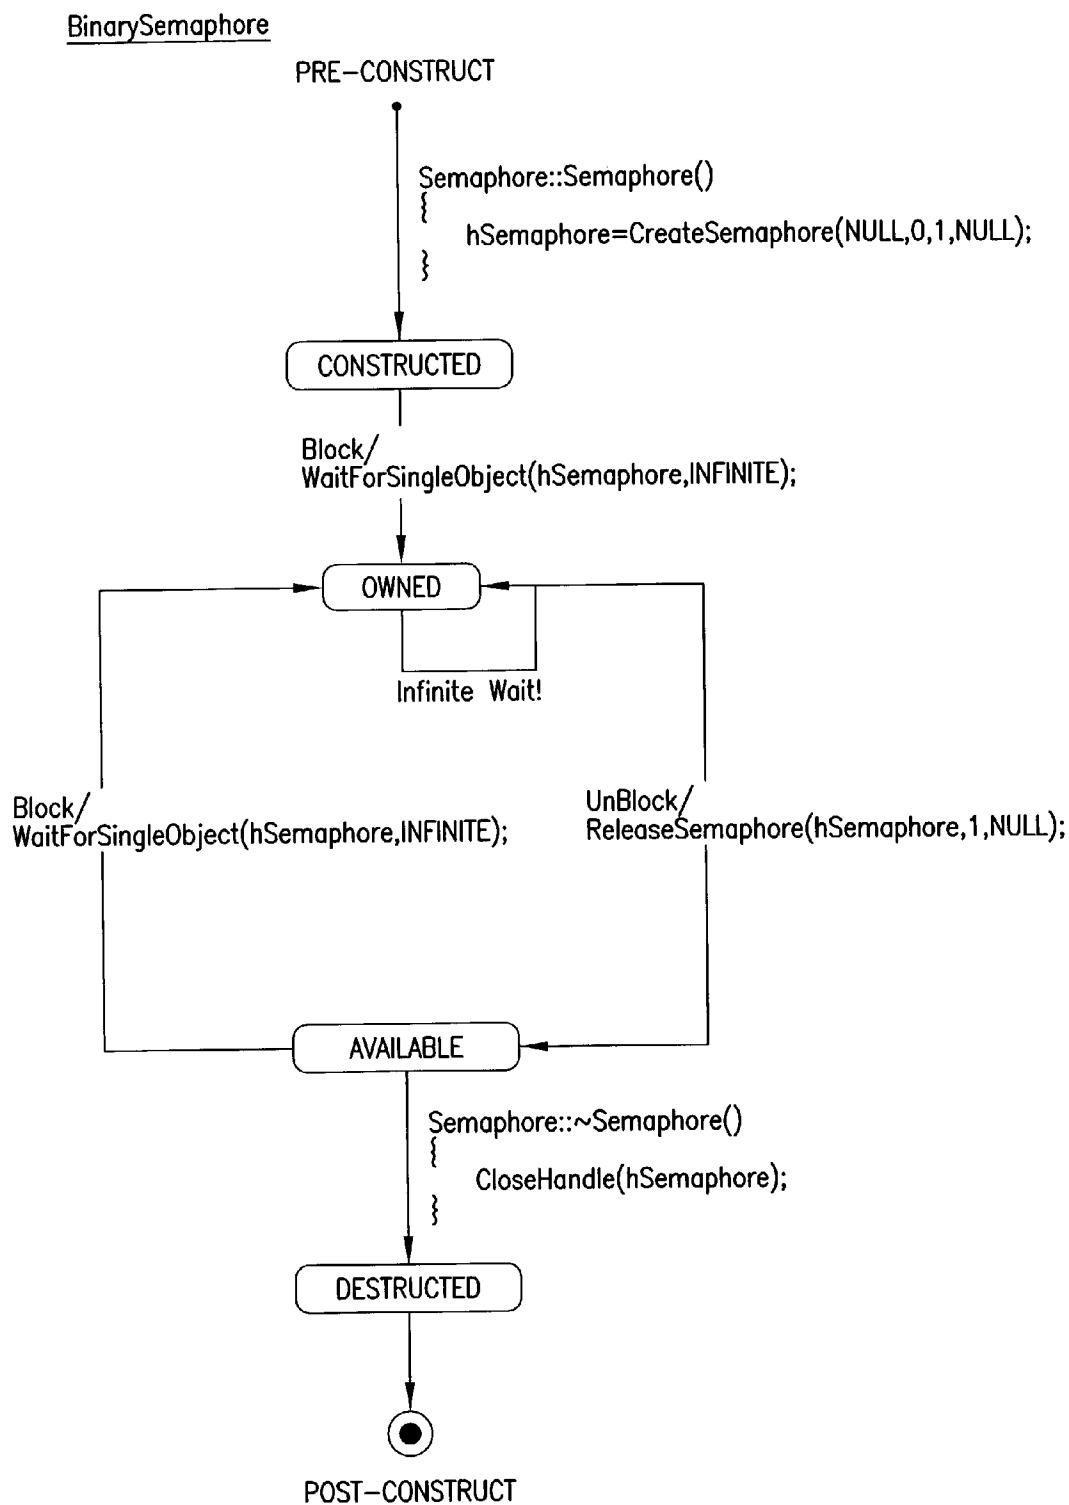 BinarySemaphore
PRE-CONSTRUCT
Semaphore::Semaphore()
{
hSemaphore=CreateSemaphore(NULL,0,1,NULL);
}
CONSTRUCTED
Block/
WaitForSingleObject(hSemaphore,INFINITE);
OWNED
Infinite Wait!
Block/
WaitForSingleObject(hSemaphore,INFINITE);
UnBlock/
ReleaseSemaphore(hSemaphore,1,NULL);
AVAILABLE
Semaphore::~Semaphore()
{
CloseHandle(hSemaphore);
}
DESTRUCTED
POST-CONSTRUCT